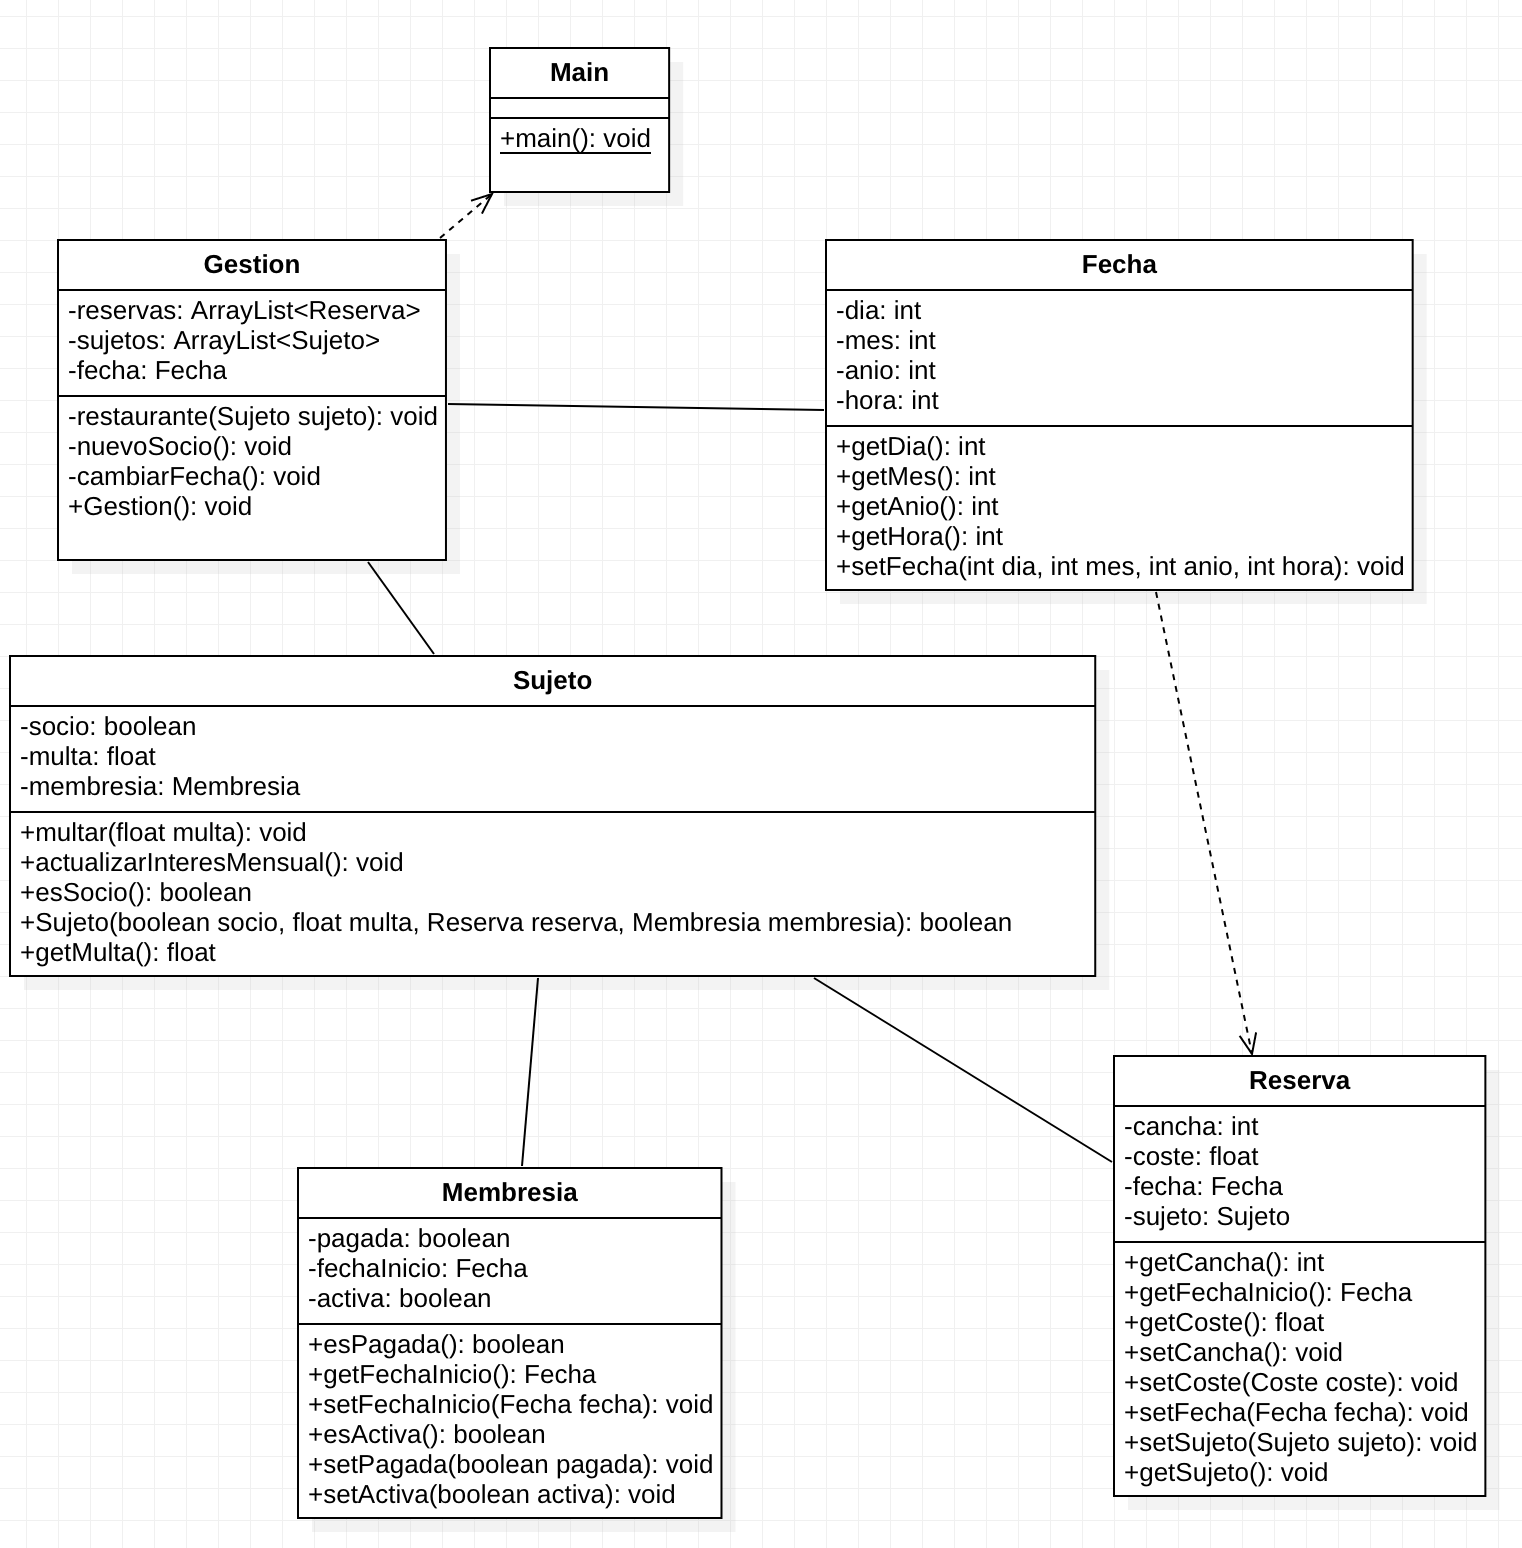 Main
+main(): void
Gestion
-reservas: ArrayList<Reserva>
-sujetos: ArrayList<Sujeto>
-fecha: Fecha
-restaurante(Sujeto sujeto): void
-nuevoSocio(): void
-cambiarFecha(): void
+Gestion(): void
Fecha
-dia: int
-mes: int
-anio: int
-hora: int
+getDia(): int
+getMes(): int
+getAnio(): int
+getHora(): int
+setFecha(int dia, int mes, int anio, int hora): void
Sujeto
-socio: boolean
-multa: float
-membresia: Membresia
+multar(float multa): void
+actualizarInteresMensual(): void
+esSocio(): boolean
+Sujeto(boolean socio, float multa, Reserva reserva, Membresia membresia): boolean
+getMulta(): float
Membresia
-pagada: boolean
-fechaInicio: Fecha
-activa: boolean
+esPagada(): boolean
+getFechaInicio(): Fecha
+setFechaInicio(Fecha fecha): void
+esActiva(): boolean
+setPagada(boolean pagada): void
+setActiva(boolean activa): void
Reserva
-cancha: int
-coste: float
-fecha: Fecha
-sujeto: Sujeto
+getCancha(): int
+getFechaInicio(): Fecha
+getCoste(): float
+setCancha(): void
+setCoste(Coste coste): void
+setFecha(Fecha fecha): void
+setSujeto(Sujeto sujeto): void
+getSujeto(): void